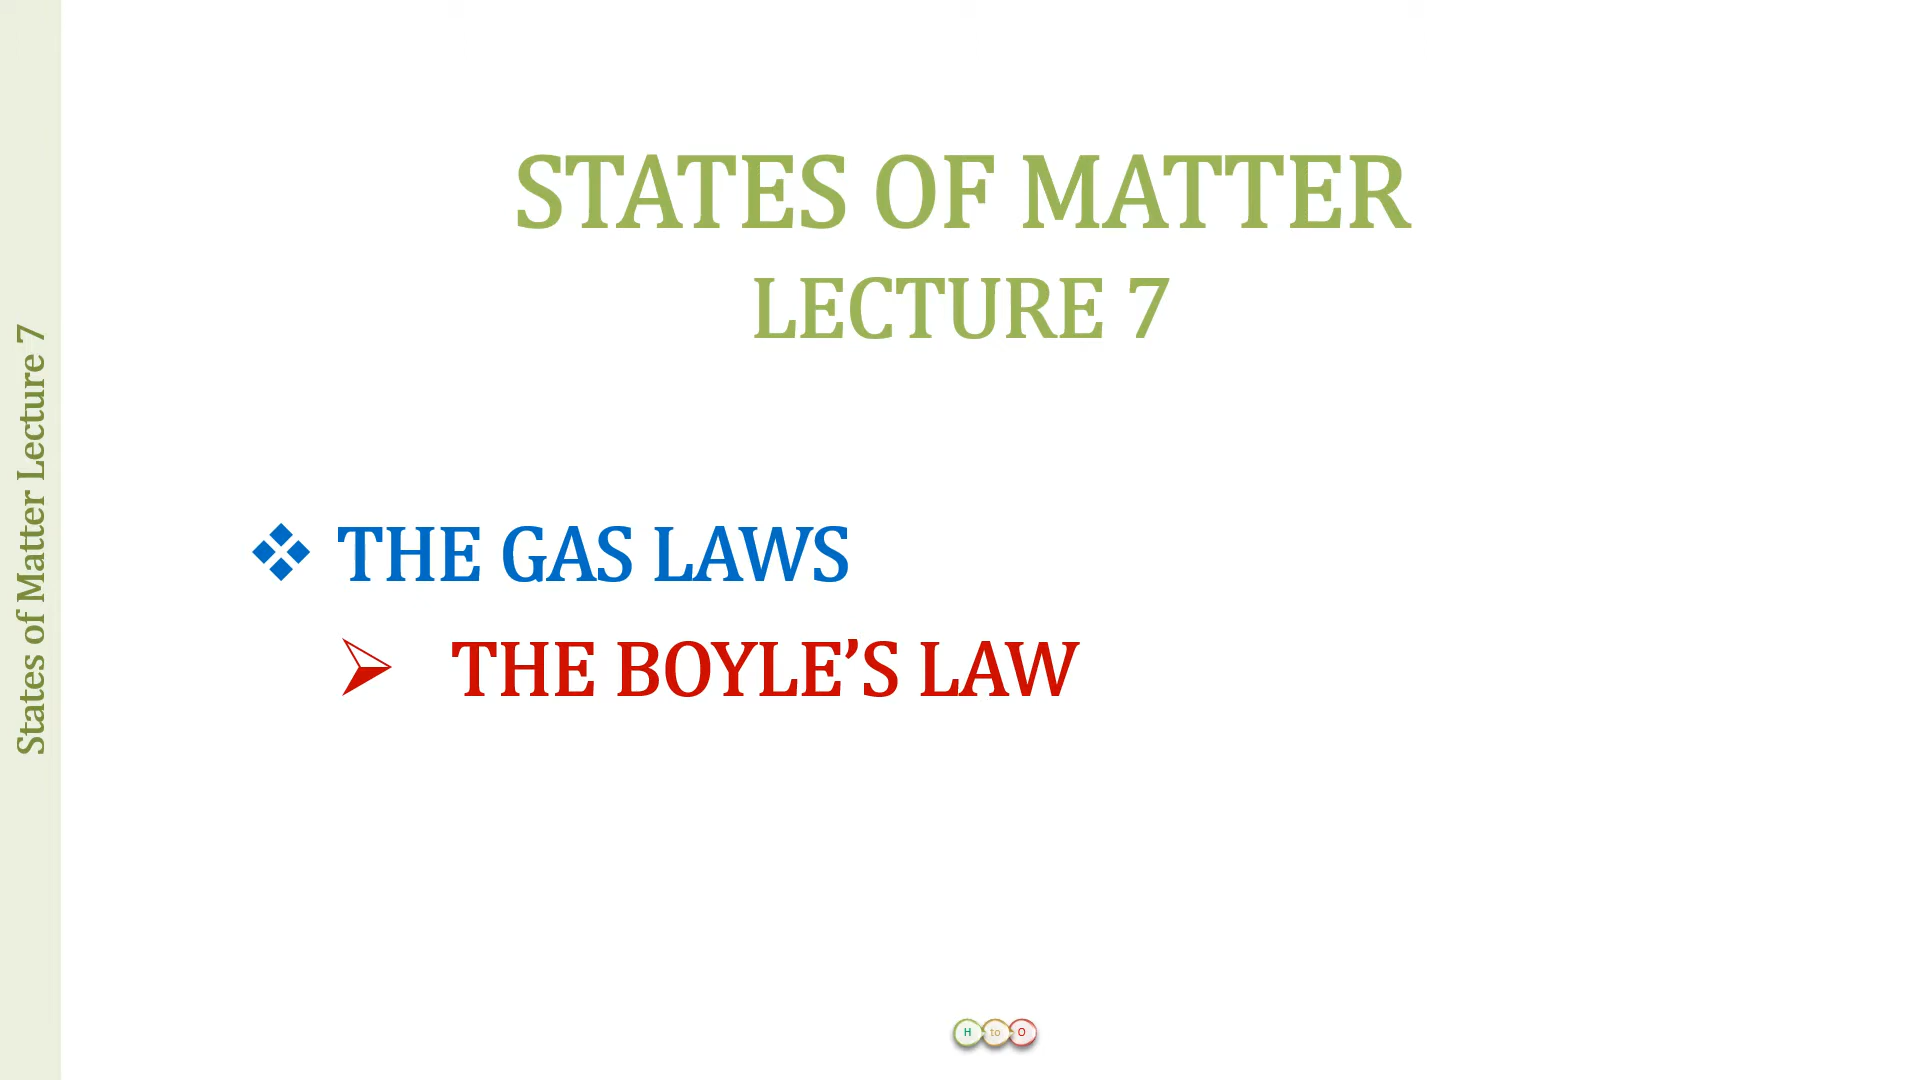 States of Matter Lecture 7
STATES OF MATTER
LECTURE 7
THE GAS LAWS
THE BOYLE’S LAW
H to O